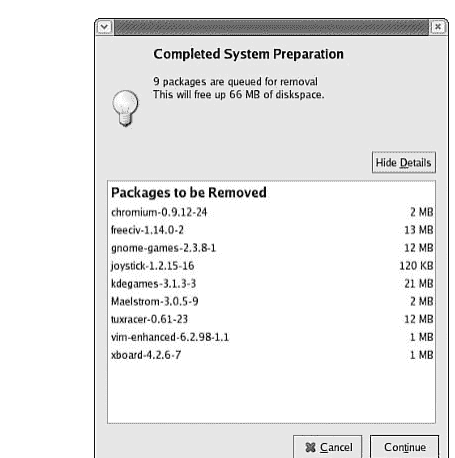 Completed System Preparation
9 packages are queued for removal
This will free up 66 MB of diskspace.
Hide Details
Packages to be Removed
chromium-0.9.12-24 2 MB
freeciv-1.14.0-2 13 MB
gnome-games-2.3.8-1 12 MB
joystick-1.2.15-16 120 KB
kdegames-3.1.3-3 21 MB
Maelstrom-3.0.5-9 2 MB
tuxracer-0.61-23 12 MB
vim-enhanced-6.2.98-1.1 1 MB
xboard-4.2.6-7 1 MB
Cancel Continue